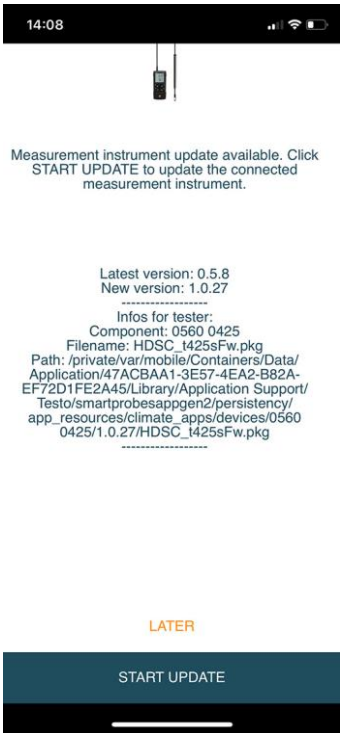 14:08
Measurement instrument update available. Click
START UPDATE to update the connected
measurement instrument.
Latest version: 0.5.8
New version: 1.0.27
------------------
Infos for tester:
Component: 0560 0425
Filename: HDSC_t425sFw.pkg
Path: /private/var/mobile/Containers/Data/
Application/47ACBAA1-3E57-4EA2-B82A-
EF72D1FE2A45/Library/Application Support/
Testo/smartprobesappgen2/persistency/
app_resources/climate_apps/devices/0560
0425/1.0.27/HDSC_t425sFw.pkg
------------------
LATER
START UPDATE